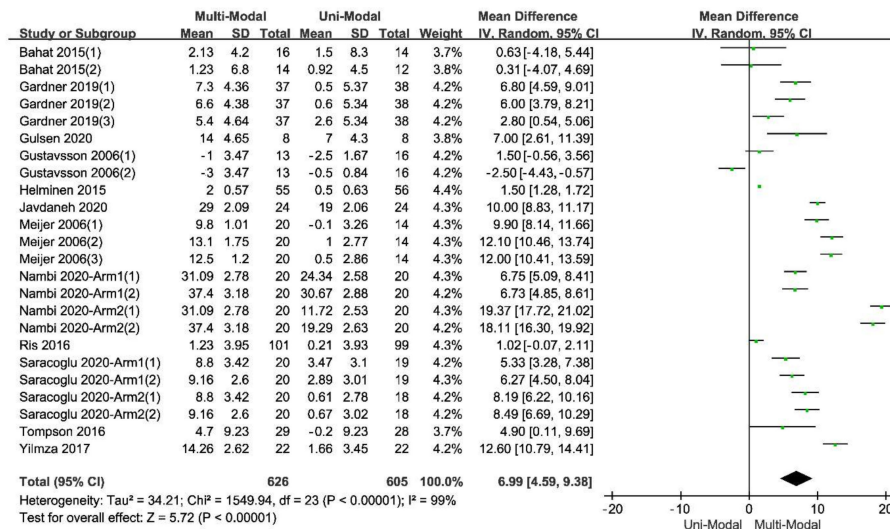 Multi-Modal Uni-Modal Mean Difference Mean Difference
Study or Subgroup Mean SD Total Mean SD Total Weight IV, Random, 95% CI IV, Random, 95% CI
Bahat 2015(1) 2.13 4.2 16 1.5 8.3 14 3.7% 0.63 [-4.18, 5.44]
Bahat 2015(2) 1.23 6.8 14 0.92 4.5 12 3.8% 0.31 [-4.07, 4.69]
Gardner 2019(1) 7.3 4.36 37 0.5 5.37 38 4.2% 6.80 [4.59, 9.01]
Gardner 2019(2) 6.6 4.38 37 0.6 5.34 38 4.2% 6.00 [3.79, 8.21]
Gardner 2019(3) 5.4 4.64 37 2.6 5.34 38 4.2% 2.80 [0.54, 5.06]
Gulsen 2020 14 4.65 8 7 4.3 8 3.8% 7.00 [2.61, 11.39]
Gustavsson 2006(1) -1 3.47 13 -2.5 1.67 16 4.2% 1.50 [-0.56, 3.56]
Gustavsson 2006(2) -3 3.47 13 -0.5 0.84 16 4.2% -2.50 [-4.43, -0.57]
Helminen 2015 2 0.57 55 0.5 0.63 56 4.3% 1.50 [1.28, 1.72]
Javdaneh 2020 29 2.09 24 19 2.06 24 4.3% 10.00 [8.83, 11.17]
Meijer 2006(1) 9.8 1.01 20 -0.1 3.26 14 4.2% 9.90 [8.14, 11.66]
Meijer 2006(2) 13.1 1.75 20 1 2.77 14 4.2% 12.10 [10.46, 13.74]
Meijer 2006(3) 12.5 1.2 20 0.5 2.86 14 4.2% 12.00 [10.41, 13.59]
Nambi 2020-Arm1(1) 31.09 2.78 20 24.34 2.58 20 4.2% 6.75 [5.09, 8.41]
Nambi 2020-Arm1(2) 37.4 3.18 20 30.67 2.88 20 4.2% 6.73 [4.85, 8.61]
Nambi 2020-Arm2(1) 31.09 2.78 20 11.72 2.53 20 4.2% 19.37 [17.72, 21.02]
Nambi 2020-Arm2(2) 37.4 3.18 20 19.29 2.63 20 4.2% 18.11 [16.30, 19.92]
Ris 2016 1.23 3.95 101 0.21 3.93 99 4.3% 1.02 [-0.07, 2.11]
Saracoglu 2020-Arm1(1) 8.8 3.42 20 3.47 3.1 19 4.2% 5.33 [3.28, 7.38]
Saracoglu 2020-Arm1(2) 9.16 2.6 20 2.89 3.01 19 4.2% 6.27 [4.50, 8.04]
Saracoglu 2020-Arm2(1) 8.8 3.42 20 0.61 2.78 18 4.2% 8.19 [6.22, 10.16]
Saracoglu 2020-Arm2(2) 9.16 2.6 20 0.67 3.02 18 4.2% 8.49 [6.69, 10.29]
Tompson 2016 4.7 9.23 29 -0.2 9.23 28 3.7% 4.90 [0.11, 9.69]
Yilmza 2017 14.26 2.62 22 1.66 3.45 22 4.2% 12.60 [10.79, 14.41]
Total (95% CI) 626 605 100.0% 6.99 [4.59, 9.38]
Heterogeneity: Tau² = 34.21; Chi² = 1549.94, df = 23 (P < 0.00001); I² = 99%
Test for overall effect: Z = 5.72 (P < 0.00001)
-20 -10 0 10 20
Uni-Modal Multi-Modal